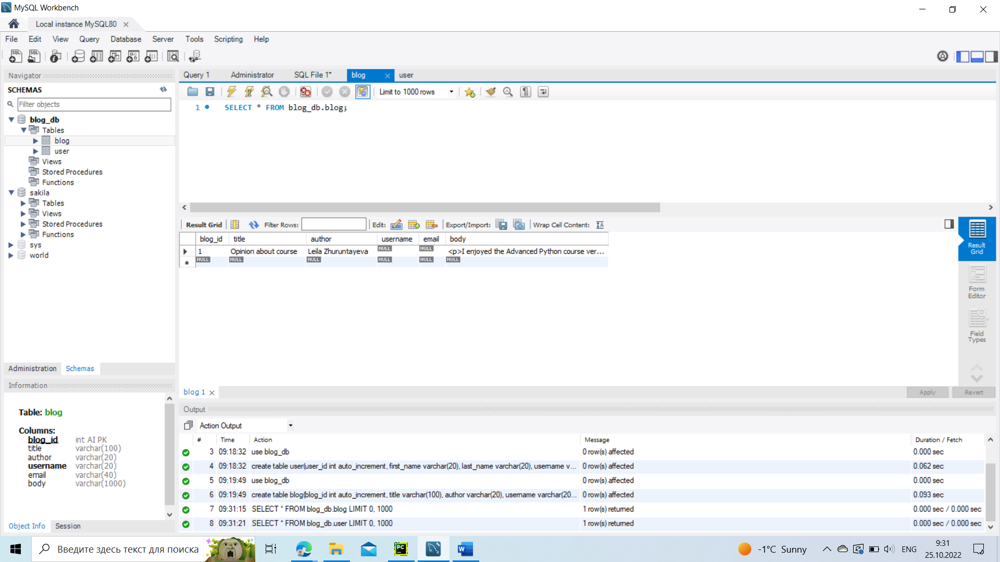 MySQL Workbench
Local instance MySQL80
File Edit View Query Database Server Tools Scripting Help
Navigator
SCHEMAS
Filter objects
blog_db
Tables
blog
user
Views
Stored Procedures
Functions
sakila
Tables
Views
Stored Procedures
Functions
sys
world
Administration Schemas
Information
Table: blog
Columns:
blog_id int AI PK
title varchar(100)
author varchar(20)
username varchar(20)
email varchar(40)
body varchar(1000)
Object Info Session
Query 1 Administrator SQL File 1* blog user
Limit to 1000 rows
1 SELECT * FROM blog_db.blog;
Result Grid Filter Rows: Edit: Export/Import: Wrap Cell Content:
blog_id title author username email body
1 Opinion about course Leila Zhuruntayeva NULL NULL <p>I enjoyed the Advanced Python course ver...
NULL NULL NULL NULL NULL NULL
Result
Grid
Form
Editor
Field
Types
blog 1
Apply Revert
Output
Action Output
# Time Action Message Duration / Fetch
3 09:18:32 use blog_db 0 row(s) affected 0.000 sec
4 09:18:32 create table user(user_id int auto_increment, first_name varchar(20), last_name varchar(20), username v... 0 row(s) affected 0.062 sec
5 09:19:49 use blog_db 0 row(s) affected 0.000 sec
6 09:19:49 create table blog(blog_id int auto_increment, title varchar(100), author varchar(20), username varchar(20... 0 row(s) affected 0.093 sec
7 09:31:15 SELECT * FROM blog_db.blog LIMIT 0, 1000 1 row(s) returned 0.000 sec / 0.000 sec
8 09:31:21 SELECT * FROM blog_db.user LIMIT 0, 1000 1 row(s) returned 0.000 sec / 0.000 sec
Введите здесь текст для поиска
-1°C Sunny
ENG
9:31
25.10.2022